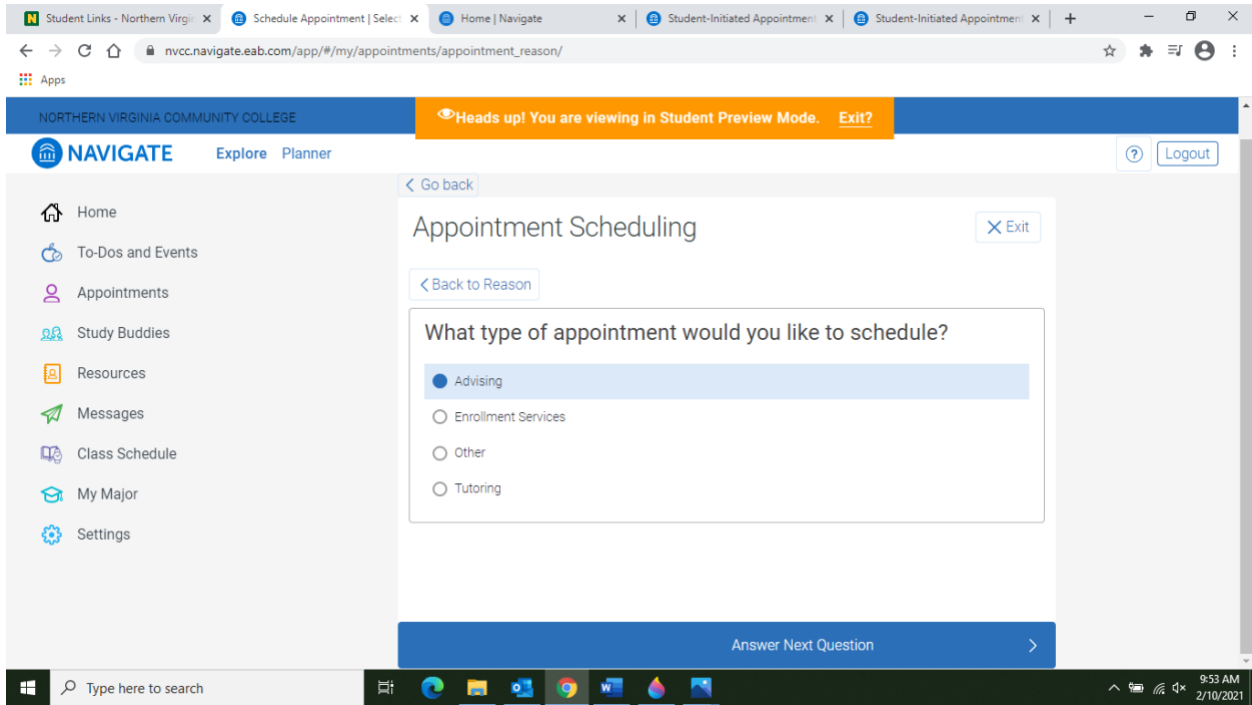 Student Links - Northern Virgir
Schedule Appointment | Select
Home | Navigate
Student-Initiated Appointment
Student-Initiated Appointment
nvcc.navigate.eab.com/app/#/my/appointments/appointment_reason/
Apps
NORTHERN VIRGINIA COMMUNITY COLLEGE
Heads up! You are viewing in Student Preview Mode. Exit?
NAVIGATE Explore Planner
? Logout
Home
To-Dos and Events
Appointments
Study Buddies
Resources
Messages
Class Schedule
My Major
Settings
Go back
Appointment Scheduling
Exit
Back to Reason
What type of appointment would you like to schedule?
Advising
Enrollment Services
Other
Tutoring
Answer Next Question
Type here to search
9:53 AM
2/10/2021